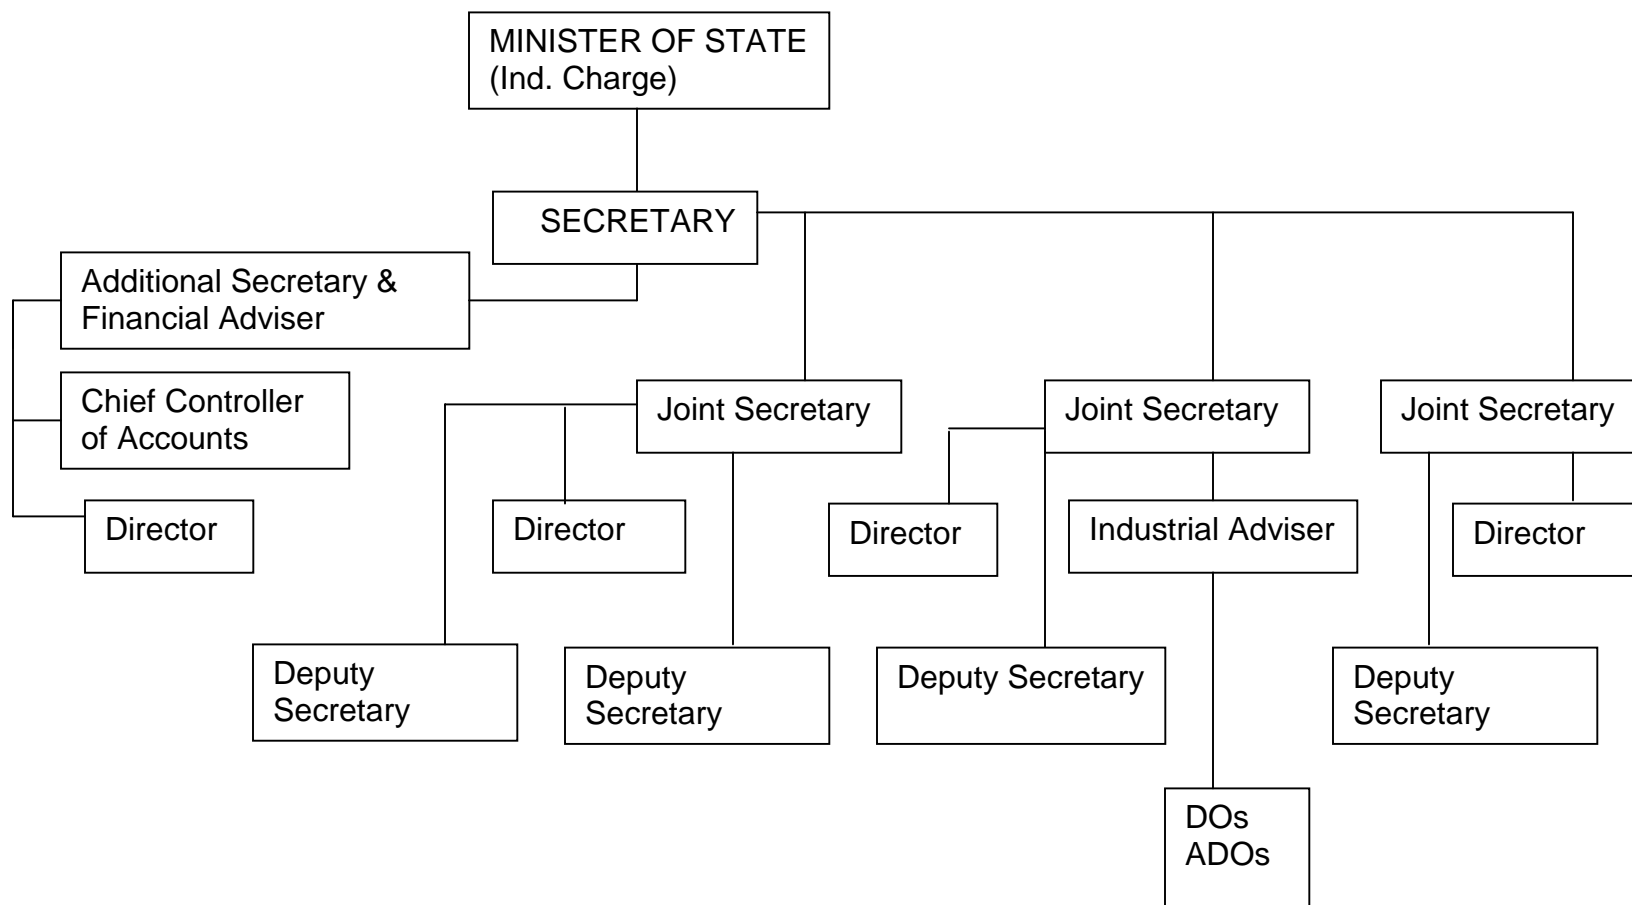 MINISTER OF STATE
(Ind. Charge)
SECRETARY
Additional Secretary &
Financial Adviser
Chief Controller
of Accounts
Joint Secretary
Joint Secretary
Joint Secretary
Director
Director
Director
Industrial Adviser
Director
Deputy
Secretary
Deputy
Secretary
Deputy Secretary
Deputy
Secretary
DOs
ADOs